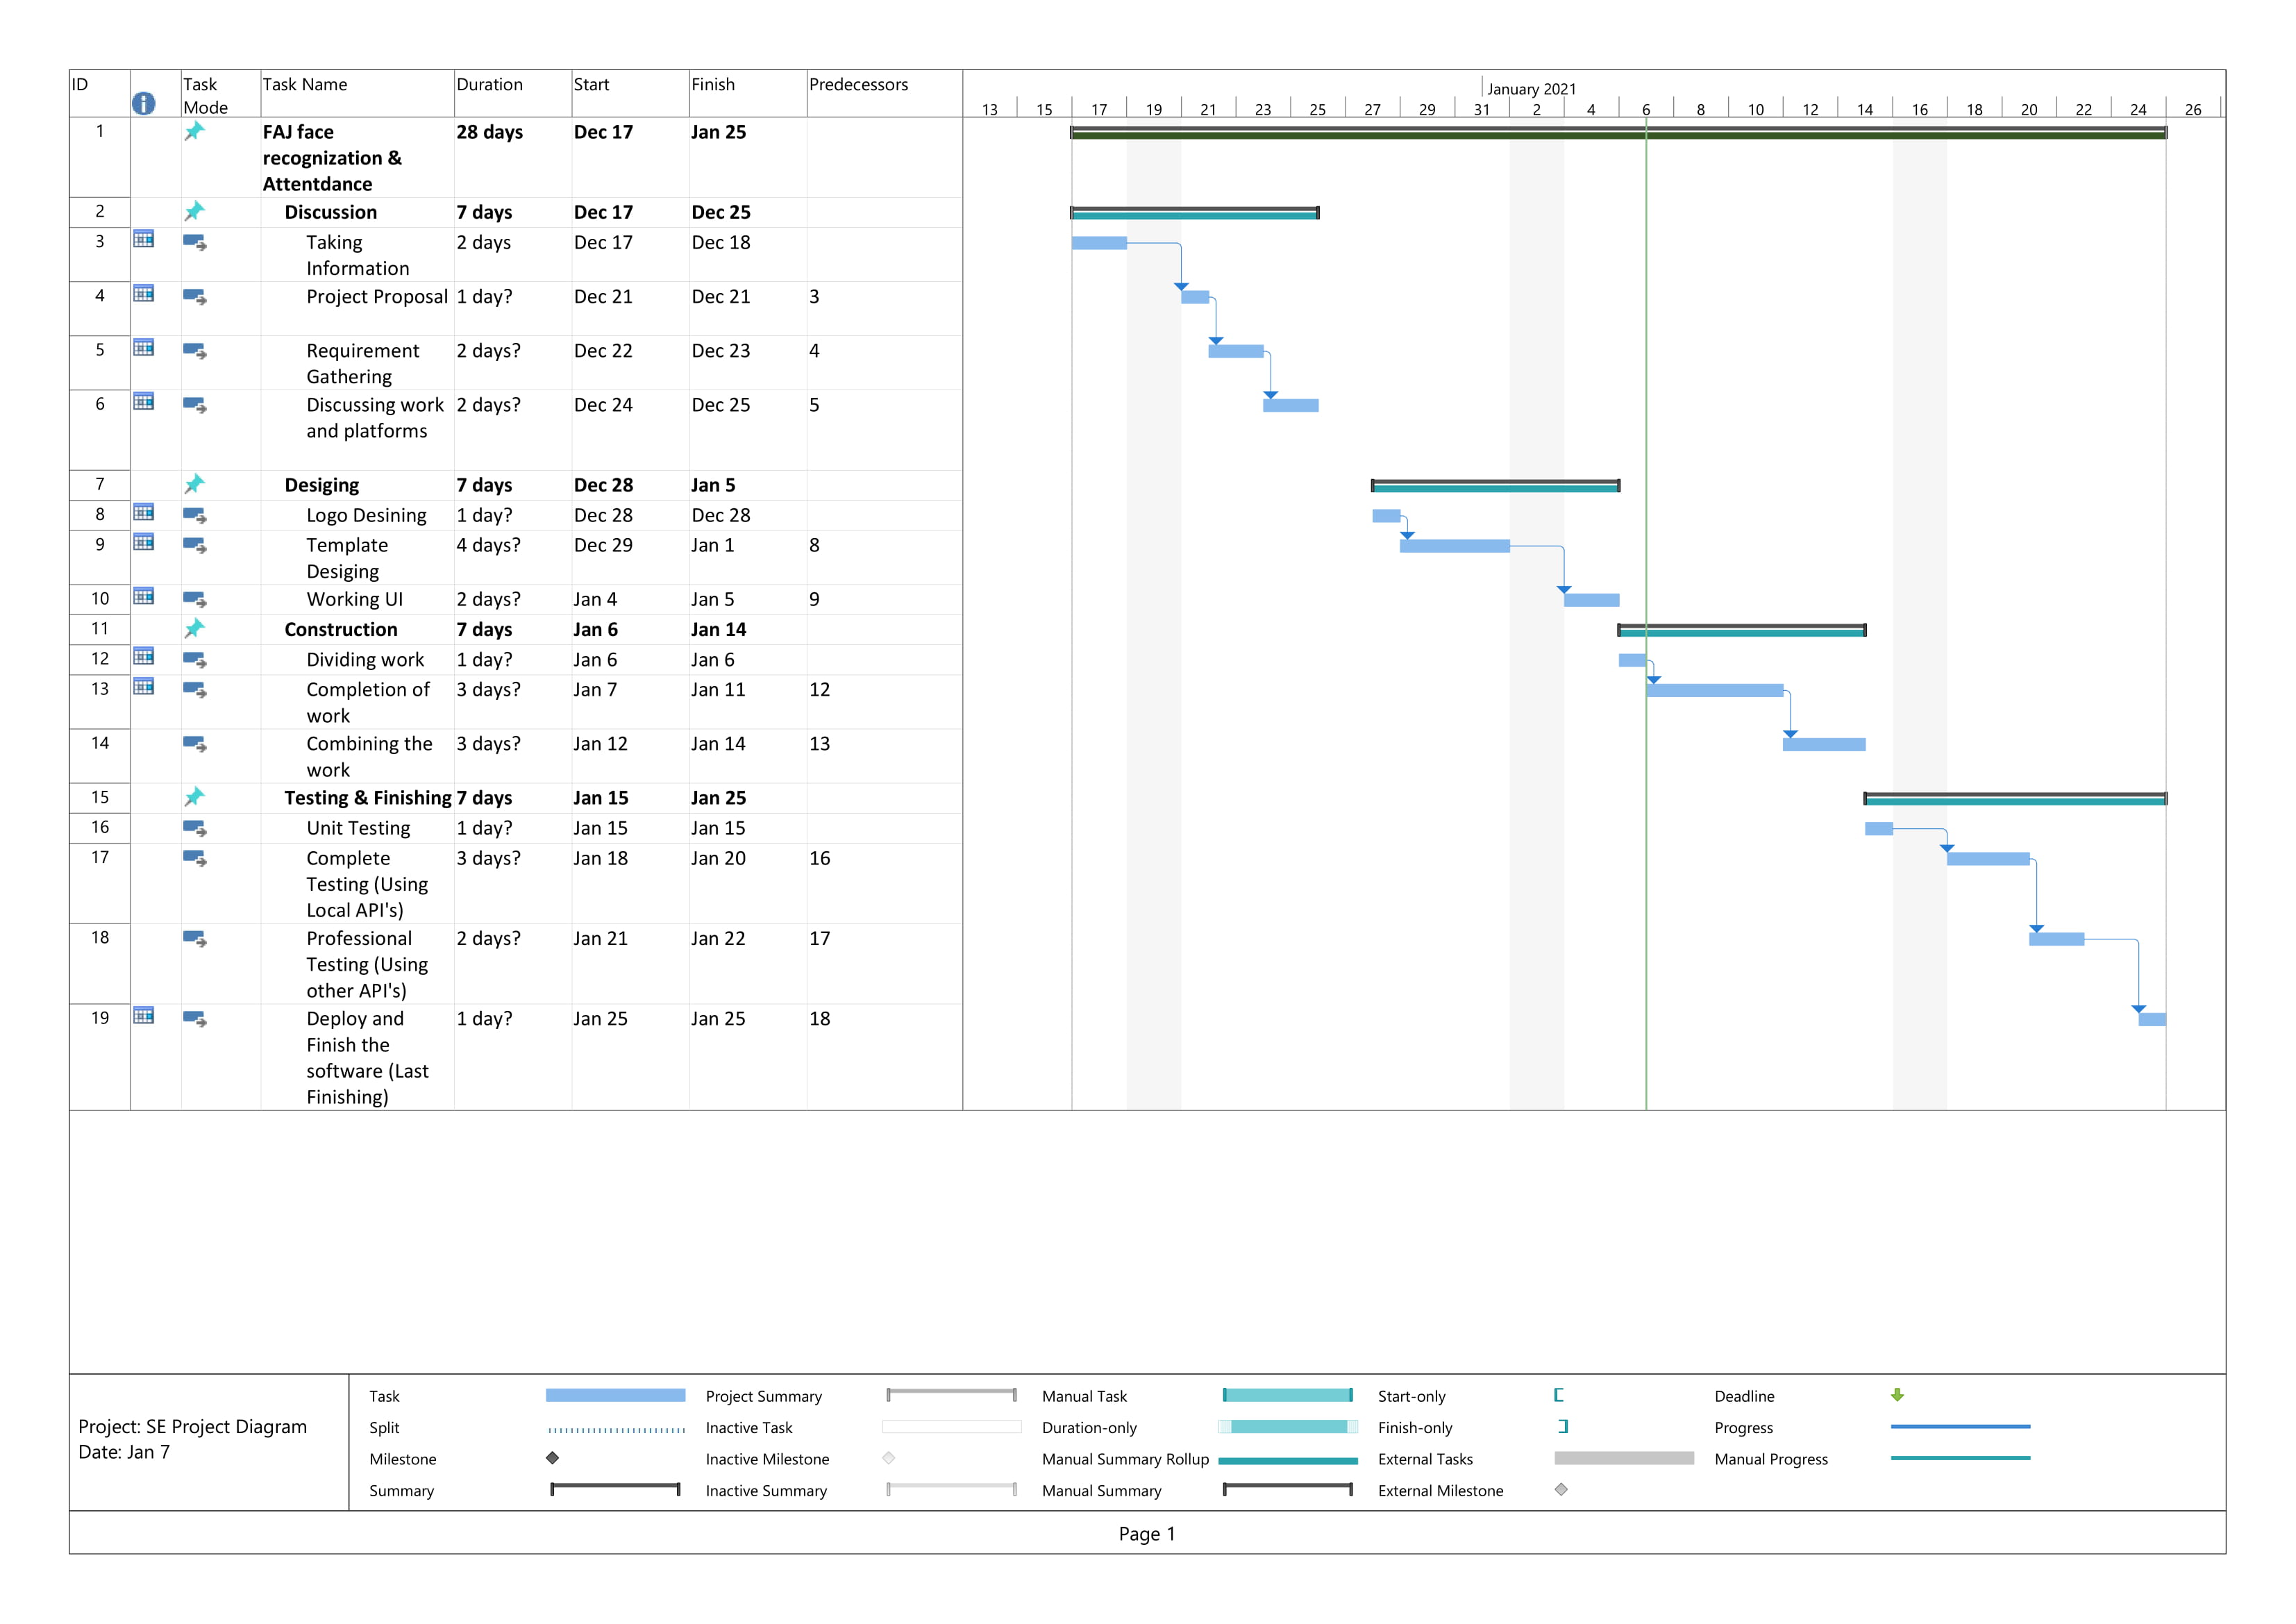 ID Task Mode Task Name Duration Start Finish Predecessors
January 2021
13 15 17 19 21 23 25 27 29 31 2 4 6 8 10 12 14 16 18 20 22 24 26
1 FAJ face 28 days Dec 17 Jan 25
recognization &
Attentdance
2 Discussion 7 days Dec 17 Dec 25
3 Taking 2 days Dec 17 Dec 18
Information
4 Project Proposal 1 day? Dec 21 Dec 21 3
5 Requirement 2 days? Dec 22 Dec 23 4
Gathering
6 Discussing work 2 days? Dec 24 Dec 25 5
and platforms
7 Desiging 7 days Dec 28 Jan 5
8 Logo Desining 1 day? Dec 28 Dec 28
9 Template 4 days? Dec 29 Jan 1 8
Desiging
10 Working UI 2 days? Jan 4 Jan 5 9
11 Construction 7 days Jan 6 Jan 14
12 Dividing work 1 day? Jan 6 Jan 6
13 Completion of 3 days? Jan 7 Jan 11 12
work
14 Combining the 3 days? Jan 12 Jan 14 13
work
15 Testing & Finishing 7 days Jan 15 Jan 25
16 Unit Testing 1 day? Jan 15 Jan 15
17 Complete 3 days? Jan 18 Jan 20 16
Testing (Using
Local API's)
18 Professional 2 days? Jan 21 Jan 22 17
Testing (Using
other API's)
19 Deploy and 1 day? Jan 25 Jan 25 18
Finish the
software (Last
Finishing)
Project: SE Project Diagram
Date: Jan 7
Task Project Summary Manual Task Start-only Deadline
Split Inactive Task Duration-only Finish-only Progress
Milestone Inactive Milestone Manual Summary Rollup External Tasks Manual Progress
Summary Inactive Summary Manual Summary External Milestone
Page 1